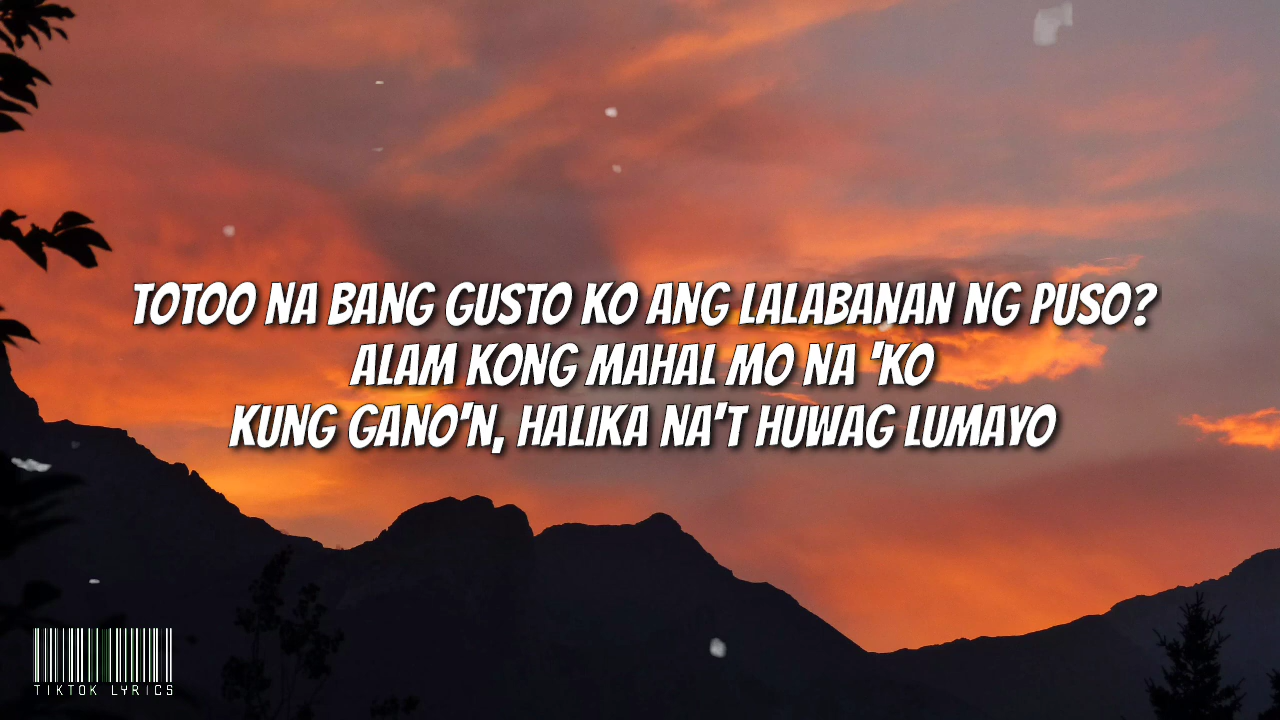 TOTOO NA BANG GUSTO KO ANG LALABANAN NG PUSO?
ALAM KONG MAHAL MO NA 'KO
KUNG GANO'N, HALIKA NA'T HUWAG LUMAYO
TIKTOK LYRICS